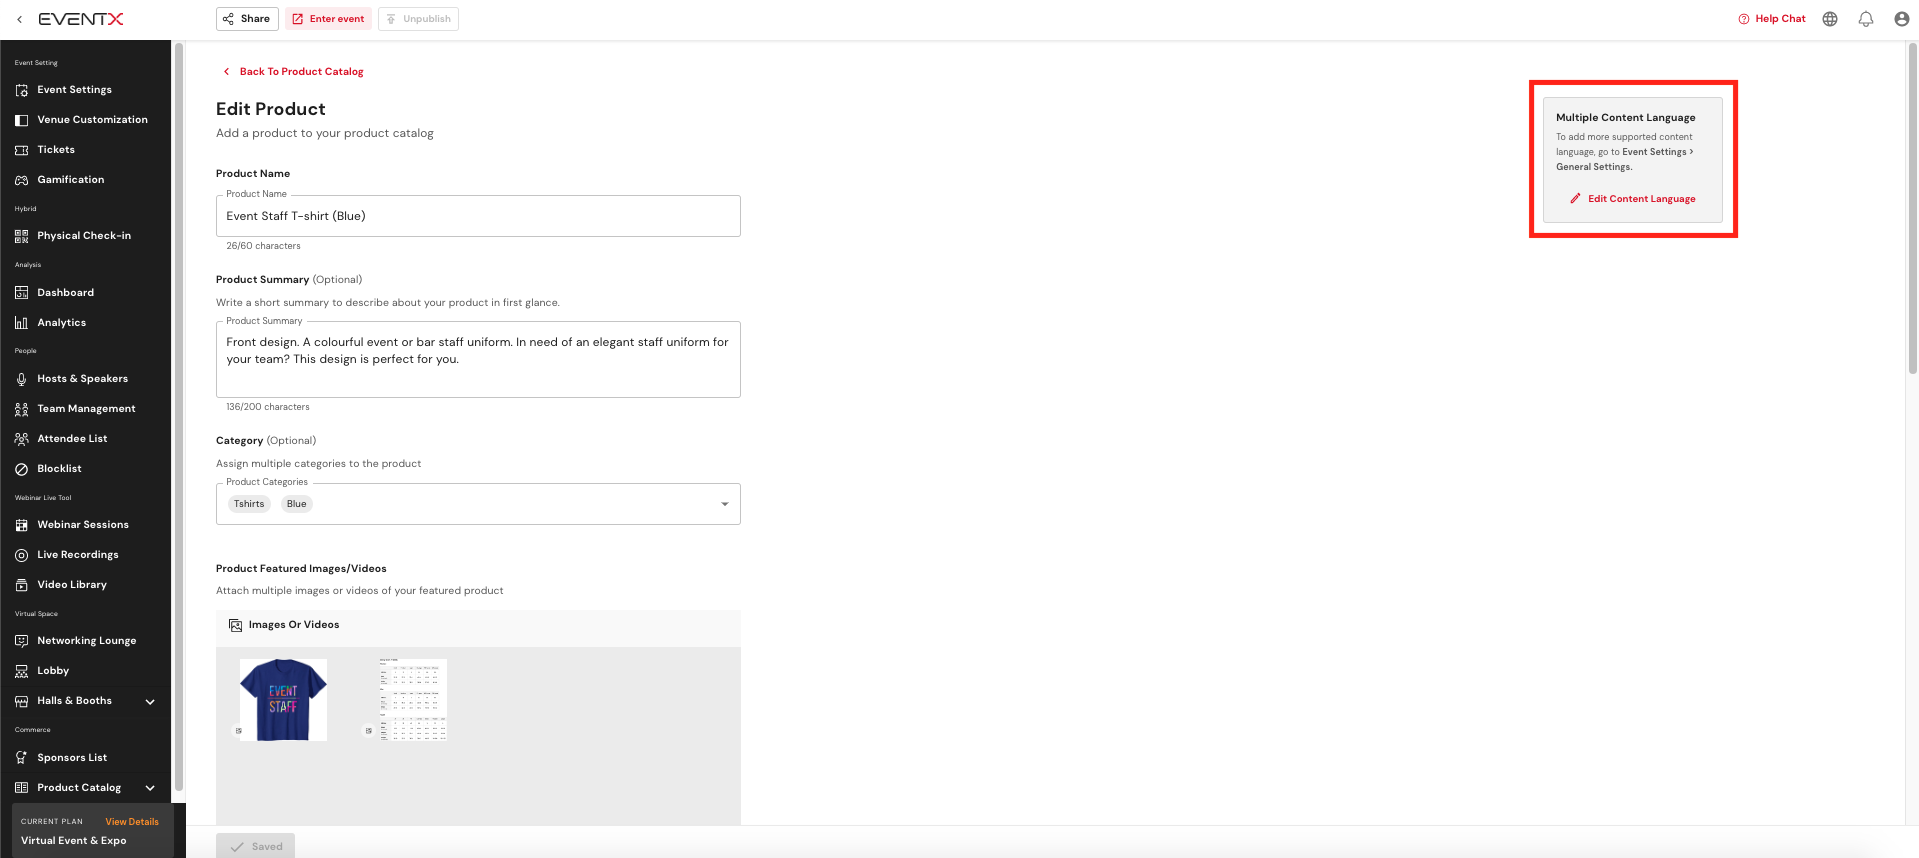 EVENTX
Share
Enter event
Unpublish
Help Chat
Event Setting
Event Settings
Venue Customization
Tickets
Gamification
Hybrid
Physical Check-in
Analysis
Dashboard
Analytics
People
Hosts & Speakers
Team Management
Attendee List
Blocklist
Webinar Live Tool
Webinar Sessions
Live Recordings
Video Library
Virtual Space
Networking Lounge
Lobby
Halls & Booths
Commerce
Sponsors List
Product Catalog
CURRENT PLAN View Details
Virtual Event & Expo
Back To Product Catalog
Edit Product
Add a product to your product catalog
Product Name
Product Name
Event Staff T-shirt (Blue)
26/60 characters
Product Summary (Optional)
Write a short summary to describe about your product in first glance.
Product Summary
Front design. A colourful event or bar staff uniform. In need of an elegant staff uniform for
your team? This design is perfect for you.
136/200 characters
Category (Optional)
Assign multiple categories to the product
Product Categories
Tshirts Blue
Product Featured Images/Videos
Attach multiple images or videos of your featured product
Images Or Videos
EVENT
STAFF
Saved
Multiple Content Language
To add more supported content
language, go to Event Settings >
General Settings.
Edit Content Language